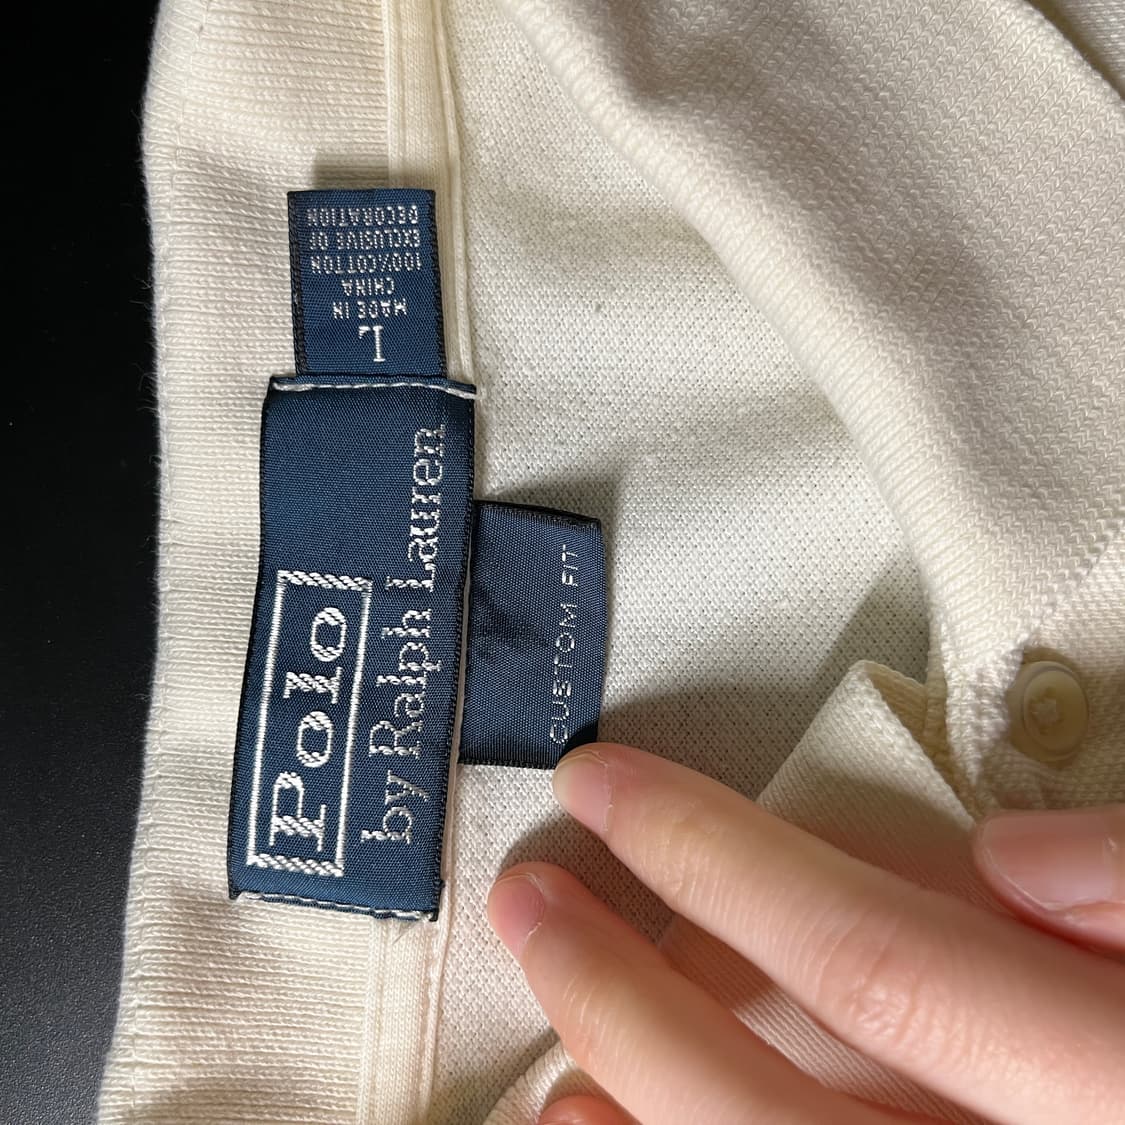 Polo
by Ralph Lauren
CUSTOM FIT
L
MADE IN
CHINA
100%COTTON
EXCLUSIVE OF
DECORATION